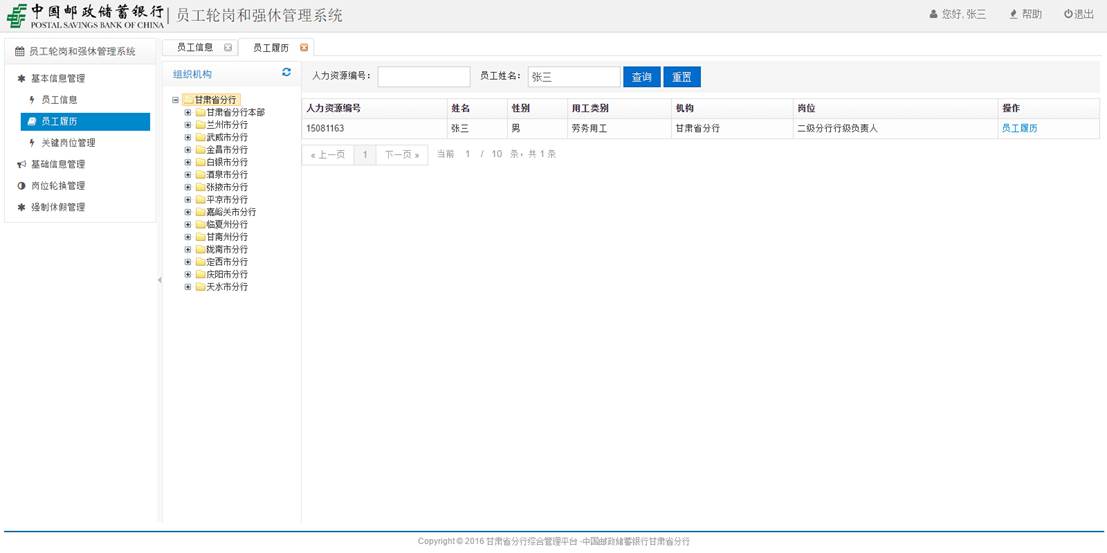 中国邮政储蓄银行
POSTAL SAVINGS BANK OF CHINA
员工轮岗和强休管理系统
您好, 张三 帮助 退出
员工轮岗和强休管理系统
基本信息管理
员工信息
员工履历
关键岗位管理
基础信息管理
岗位轮换管理
强制休假管理
员工信息 员工履历
组织机构
甘肃省分行
甘肃省分行本部
兰州市分行
武威市分行
金昌市分行
白银市分行
酒泉市分行
张掖市分行
平凉市分行
嘉峪关市分行
临夏州分行
甘南州分行
陇南市分行
定西市分行
庆阳市分行
天水市分行
人力资源编号： 员工姓名： 张三 查询 重置
人力资源编号 姓名 性别 用工类别 机构 岗位 操作
15081163 张三 男 劳务用工 甘肃省分行 二级分行行级负责人 员工履历
« 上一页 1 下一页 » 当前 1 / 10 条，共 1 条
Copyright © 2016 甘肃省分行综合管理平台 -中国邮政储蓄银行甘肃省分行